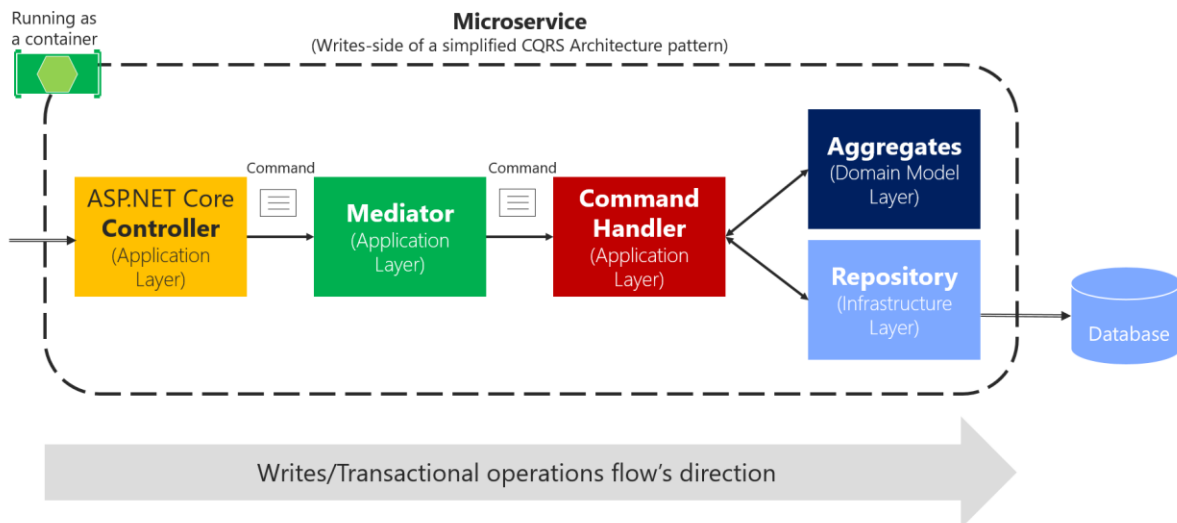 Running as
a container
Microservice
(Writes-side of a simplified CQRS Architecture pattern)
ASP.NET Core
Controller
(Application
Layer)
Command
Mediator
(Application
Layer)
Command
Command
Handler
(Application
Layer)
Aggregates
(Domain Model
Layer)
Repository
(Infrastructure
Layer)
Database
Writes/Transactional operations flow's direction